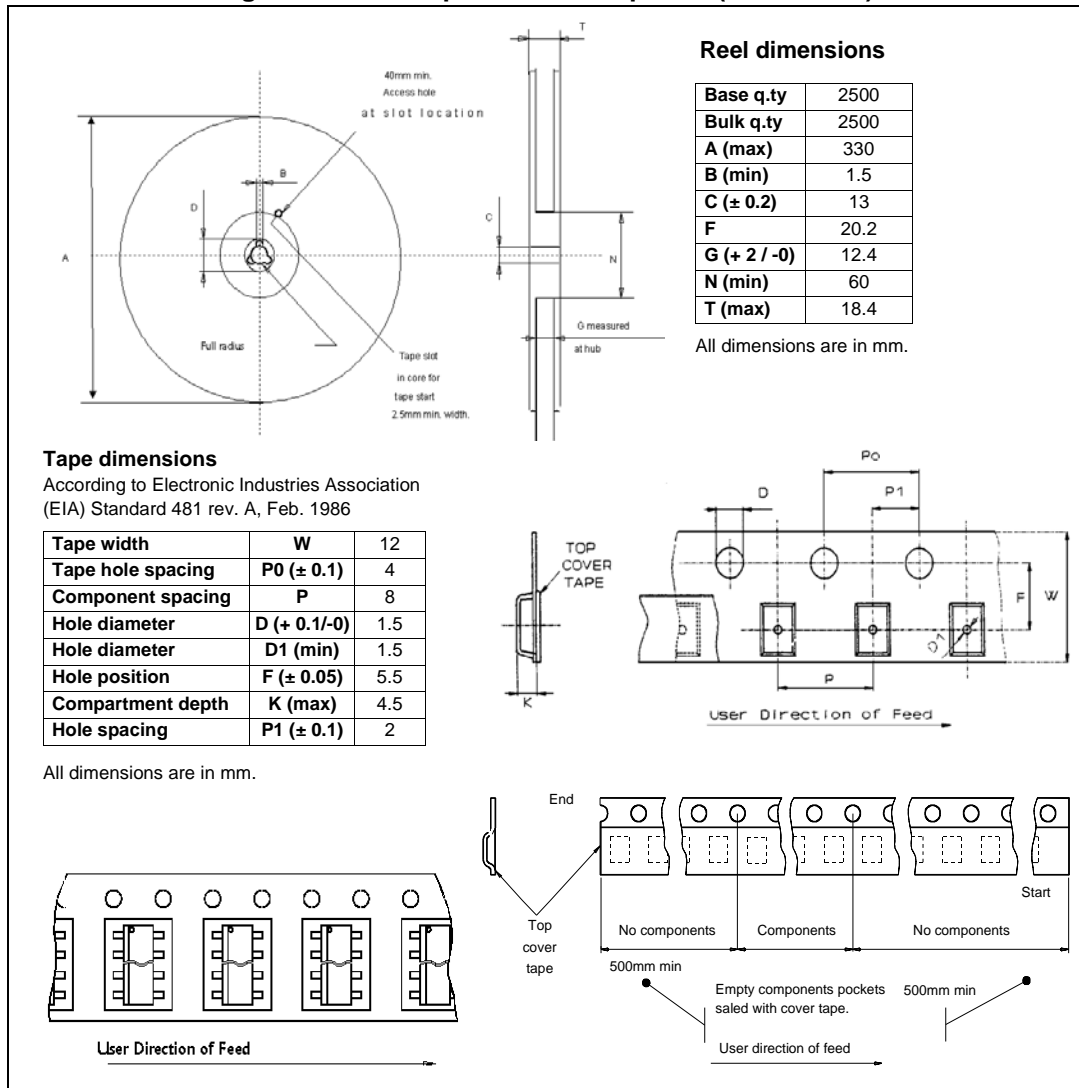 T
40mm min.
Access hole
at slot location
B
D
C
A
N
Full radius
Tape slot
in core for
tape start
2.5mm min. width.
G measured
at hub
Reel dimensions
Base q.ty 2500
Bulk q.ty 2500
A (max) 330
B (min) 1.5
C (± 0.2) 13
F 20.2
G (+ 2 / -0) 12.4
N (min) 60
T (max) 18.4
All dimensions are in mm.
Tape dimensions
According to Electronic Industries Association
(EIA) Standard 481 rev. A, Feb. 1986
Tape width W 12
Tape hole spacing P0 (± 0.1) 4
Component spacing P 8
Hole diameter D (+ 0.1/-0) 1.5
Hole diameter D1 (min) 1.5
Hole position F (± 0.05) 5.5
Compartment depth K (max) 4.5
Hole spacing P1 (± 0.1) 2
All dimensions are in mm.
Po
D
P1
TOP
COVER
TAPE
F
W
D1
P
K
User Direction of Feed
End
Start
Top
cover
tape
No components
Components
No components
500mm min
Empty components pockets
saled with cover tape.
500mm min
User direction of feed
User Direction of Feed